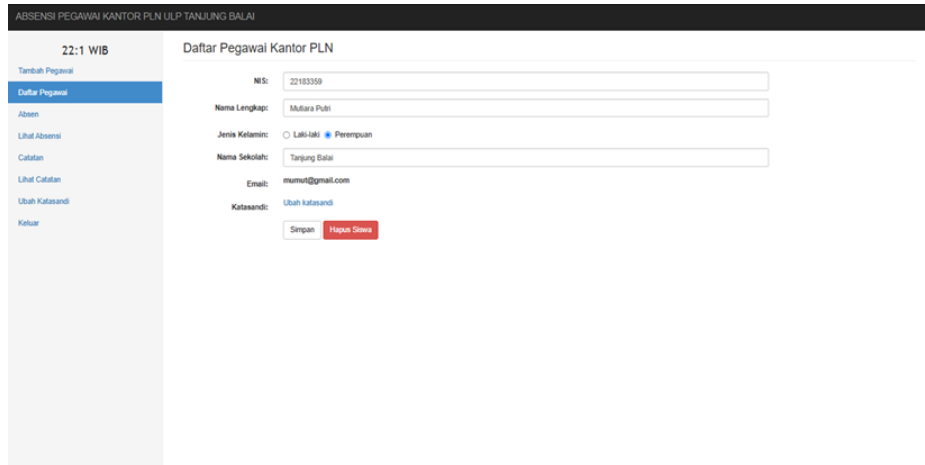 ABSENSI PEGAWAI KANTOR PLN ULP TANJUNG BALAI
22:1 WIB
Tambah Pegawai
Daftar Pegawai
Absen
Lihat Absensi
Catatan
Lihat Catatan
Ubah Katasandi
Keluar
Daftar Pegawai Kantor PLN
NIS: 22183359
Nama Lengkap: Mutiara Putri
Jenis Kelamin: Laki-laki Perempuan
Nama Sekolah: Tanjung Balai
Email: mumut@gmail.com
Katasandi: Ubah katasandi
Simpan Hapus Siswa